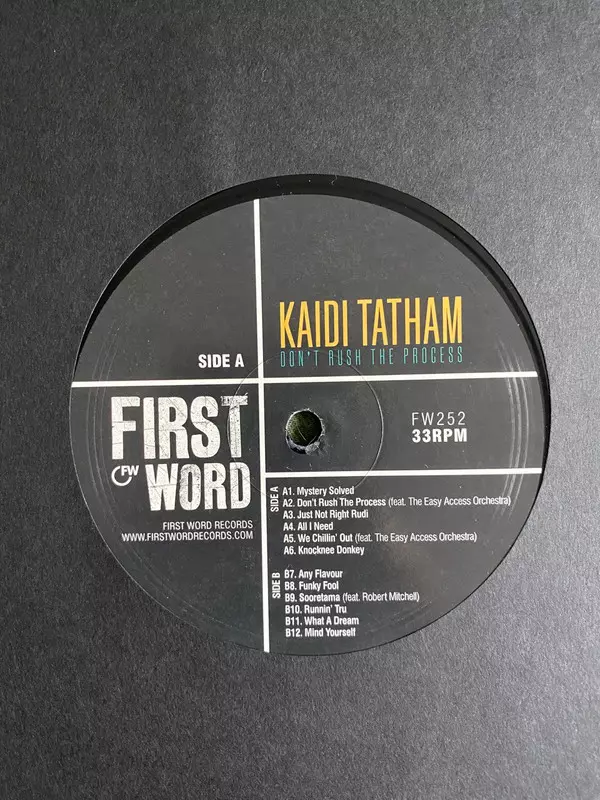 KAIDI TATHAM
DON'T RUSH THE PROCESS
SIDE A
FIRST
FW
WORD
FIRST WORD RECORDS
WWW.FIRSTWORDRECORDS.COM
FW252
33RPM
SIDE A
A1. Mystery Solved
A2. Don't Rush The Process (feat. The Easy Access Orchestra)
A3. Just Not Right Rudi
A4. All I Need
A5. We Chillin' Out (feat. The Easy Access Orchestra)
A6. Knocknee Donkey
SIDE B
B7. Any Flavour
B8. Funky Fool
B9. Sooretama (feat. Robert Mitchell)
B10. Runnin' Tru
B11. What A Dream
B12. Mind Yourself